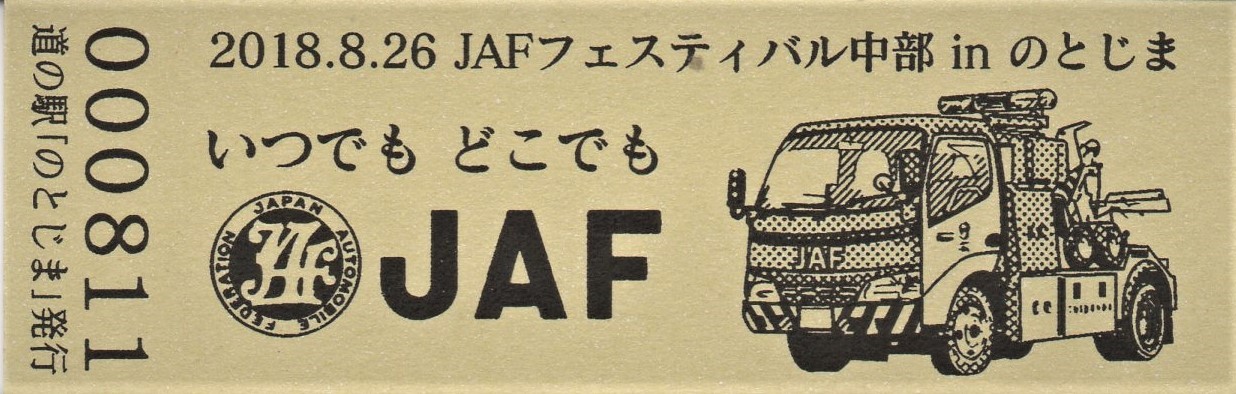 2018.8.26 JAFフェスティバル中部 in のとじま
いつでも どこでも
JAPAN AUTOMOBILE FEDERATION
JAF
JAF
000811
道の駅「のとじま」発行